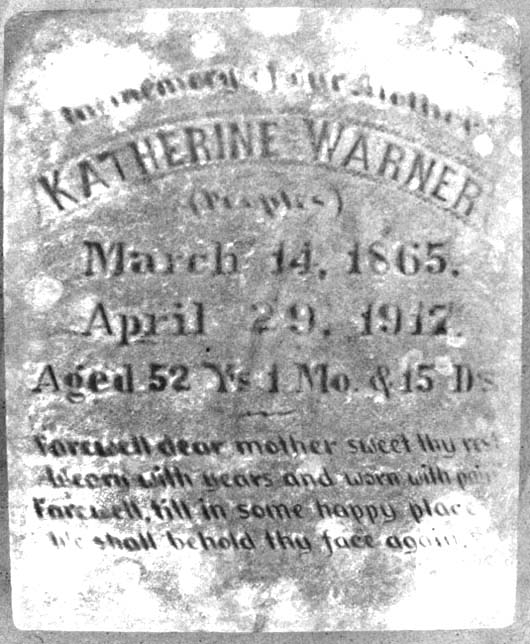 In memory of our Mother
KATHERINE WARNER
(Peoples)
March 14, 1865.
April 29, 1917.
Aged 52 Ys 1 Mo. & 15 Ds
Farewell dear mother sweet thy rest
Weary with years and worn with pain
Farewell, till in some happy place
We shall behold thy face again.